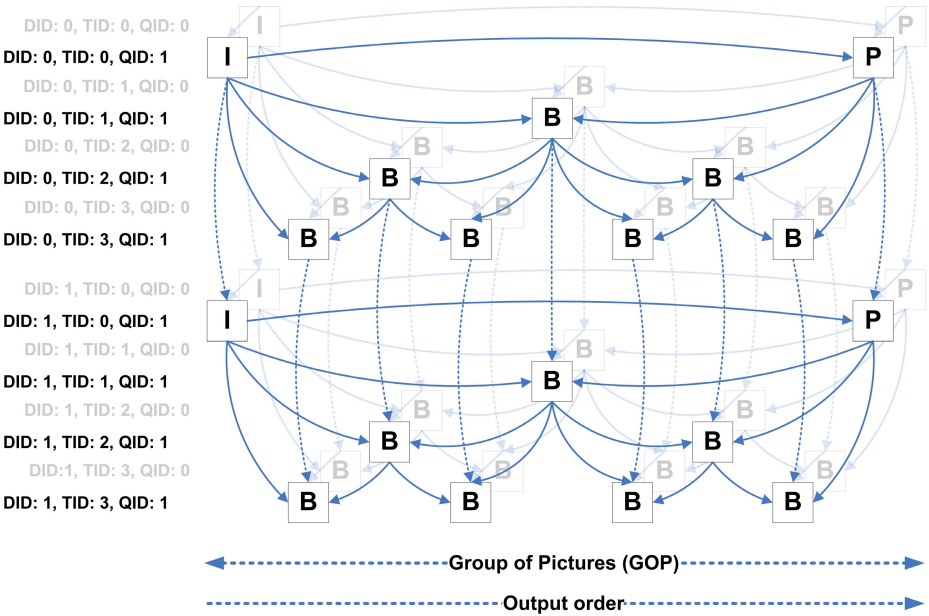 DID: 0, TID: 0, QID: 0 I P
DID: 0, TID: 0, QID: 1 I P
DID: 0, TID: 1, QID: 0 B
DID: 0, TID: 1, QID: 1 B
DID: 0, TID: 2, QID: 0 B B
DID: 0, TID: 2, QID: 1 B B
DID: 0, TID: 3, QID: 0 B B B B
DID: 0, TID: 3, QID: 1 B B B B
DID: 1, TID: 0, QID: 0 I P
DID: 1, TID: 0, QID: 1 I P
DID: 1, TID: 1, QID: 0 B
DID: 1, TID: 1, QID: 1 B
DID: 1, TID: 2, QID: 0 B B
DID: 1, TID: 2, QID: 1 B B
DID:1, TID: 3, QID: 0 B B B B
DID: 1, TID: 3, QID: 1 B B B B
Group of Pictures (GOP)
Output order